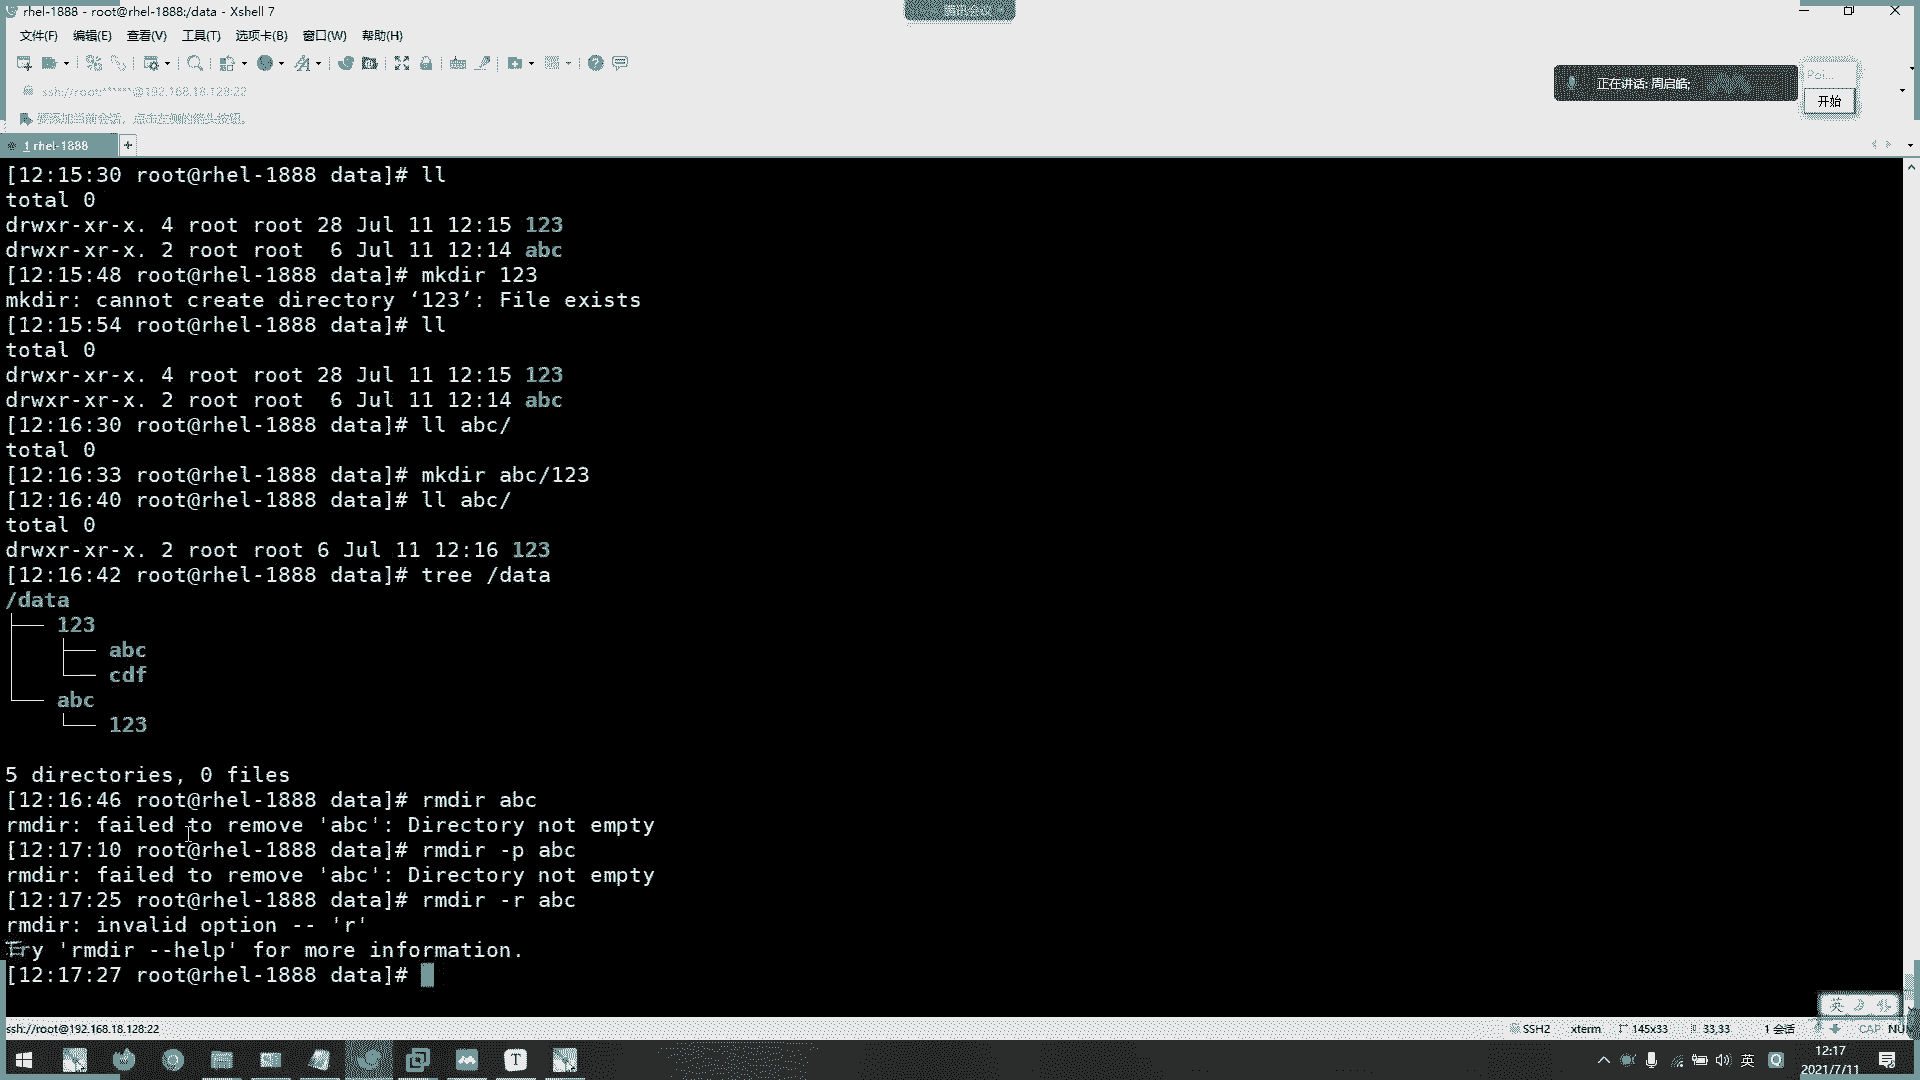 rhel-1888 - root@rhel-1888:/data - Xshell 7
腾讯会议
文件(F) 编辑(E) 查看(V) 工具(T) 选项卡(B) 窗口(W) 帮助(H)
正在讲话: 周启皓;
Poi...
开始
ssh://root:*****@192.168.18.128:22
要添加当前会话，点击左侧的箭头按钮。
1 rhel-1888
[12:15:30 root@rhel-1888 data]# ll
total 0
drwxr-xr-x. 4 root root 28 Jul 11 12:15 123
drwxr-xr-x. 2 root root  6 Jul 11 12:14 abc
[12:15:48 root@rhel-1888 data]# mkdir 123
mkdir: cannot create directory ‘123’: File exists
[12:15:54 root@rhel-1888 data]# ll
total 0
drwxr-xr-x. 4 root root 28 Jul 11 12:15 123
drwxr-xr-x. 2 root root  6 Jul 11 12:14 abc
[12:16:30 root@rhel-1888 data]# ll abc/
total 0
[12:16:33 root@rhel-1888 data]# mkdir abc/123
[12:16:40 root@rhel-1888 data]# ll abc/
total 0
drwxr-xr-x. 2 root root 6 Jul 11 12:16 123
[12:16:42 root@rhel-1888 data]# tree /data
/data
├── 123
│   ├── abc
│   └── cdf
└── abc
    └── 123
5 directories, 0 files
[12:16:46 root@rhel-1888 data]# rmdir abc
rmdir: failed to remove 'abc': Directory not empty
[12:17:10 root@rhel-1888 data]# rmdir -p abc
rmdir: failed to remove 'abc': Directory not empty
[12:17:25 root@rhel-1888 data]# rmdir -r abc
rmdir: invalid option -- 'r'
Try 'rmdir --help' for more information.
[12:17:27 root@rhel-1888 data]#
英
ssh://root@192.168.18.128:22 SSH2 xterm 145x33 33,33 1 会话 CAP NUM
T
英
12:17
2021/7/11